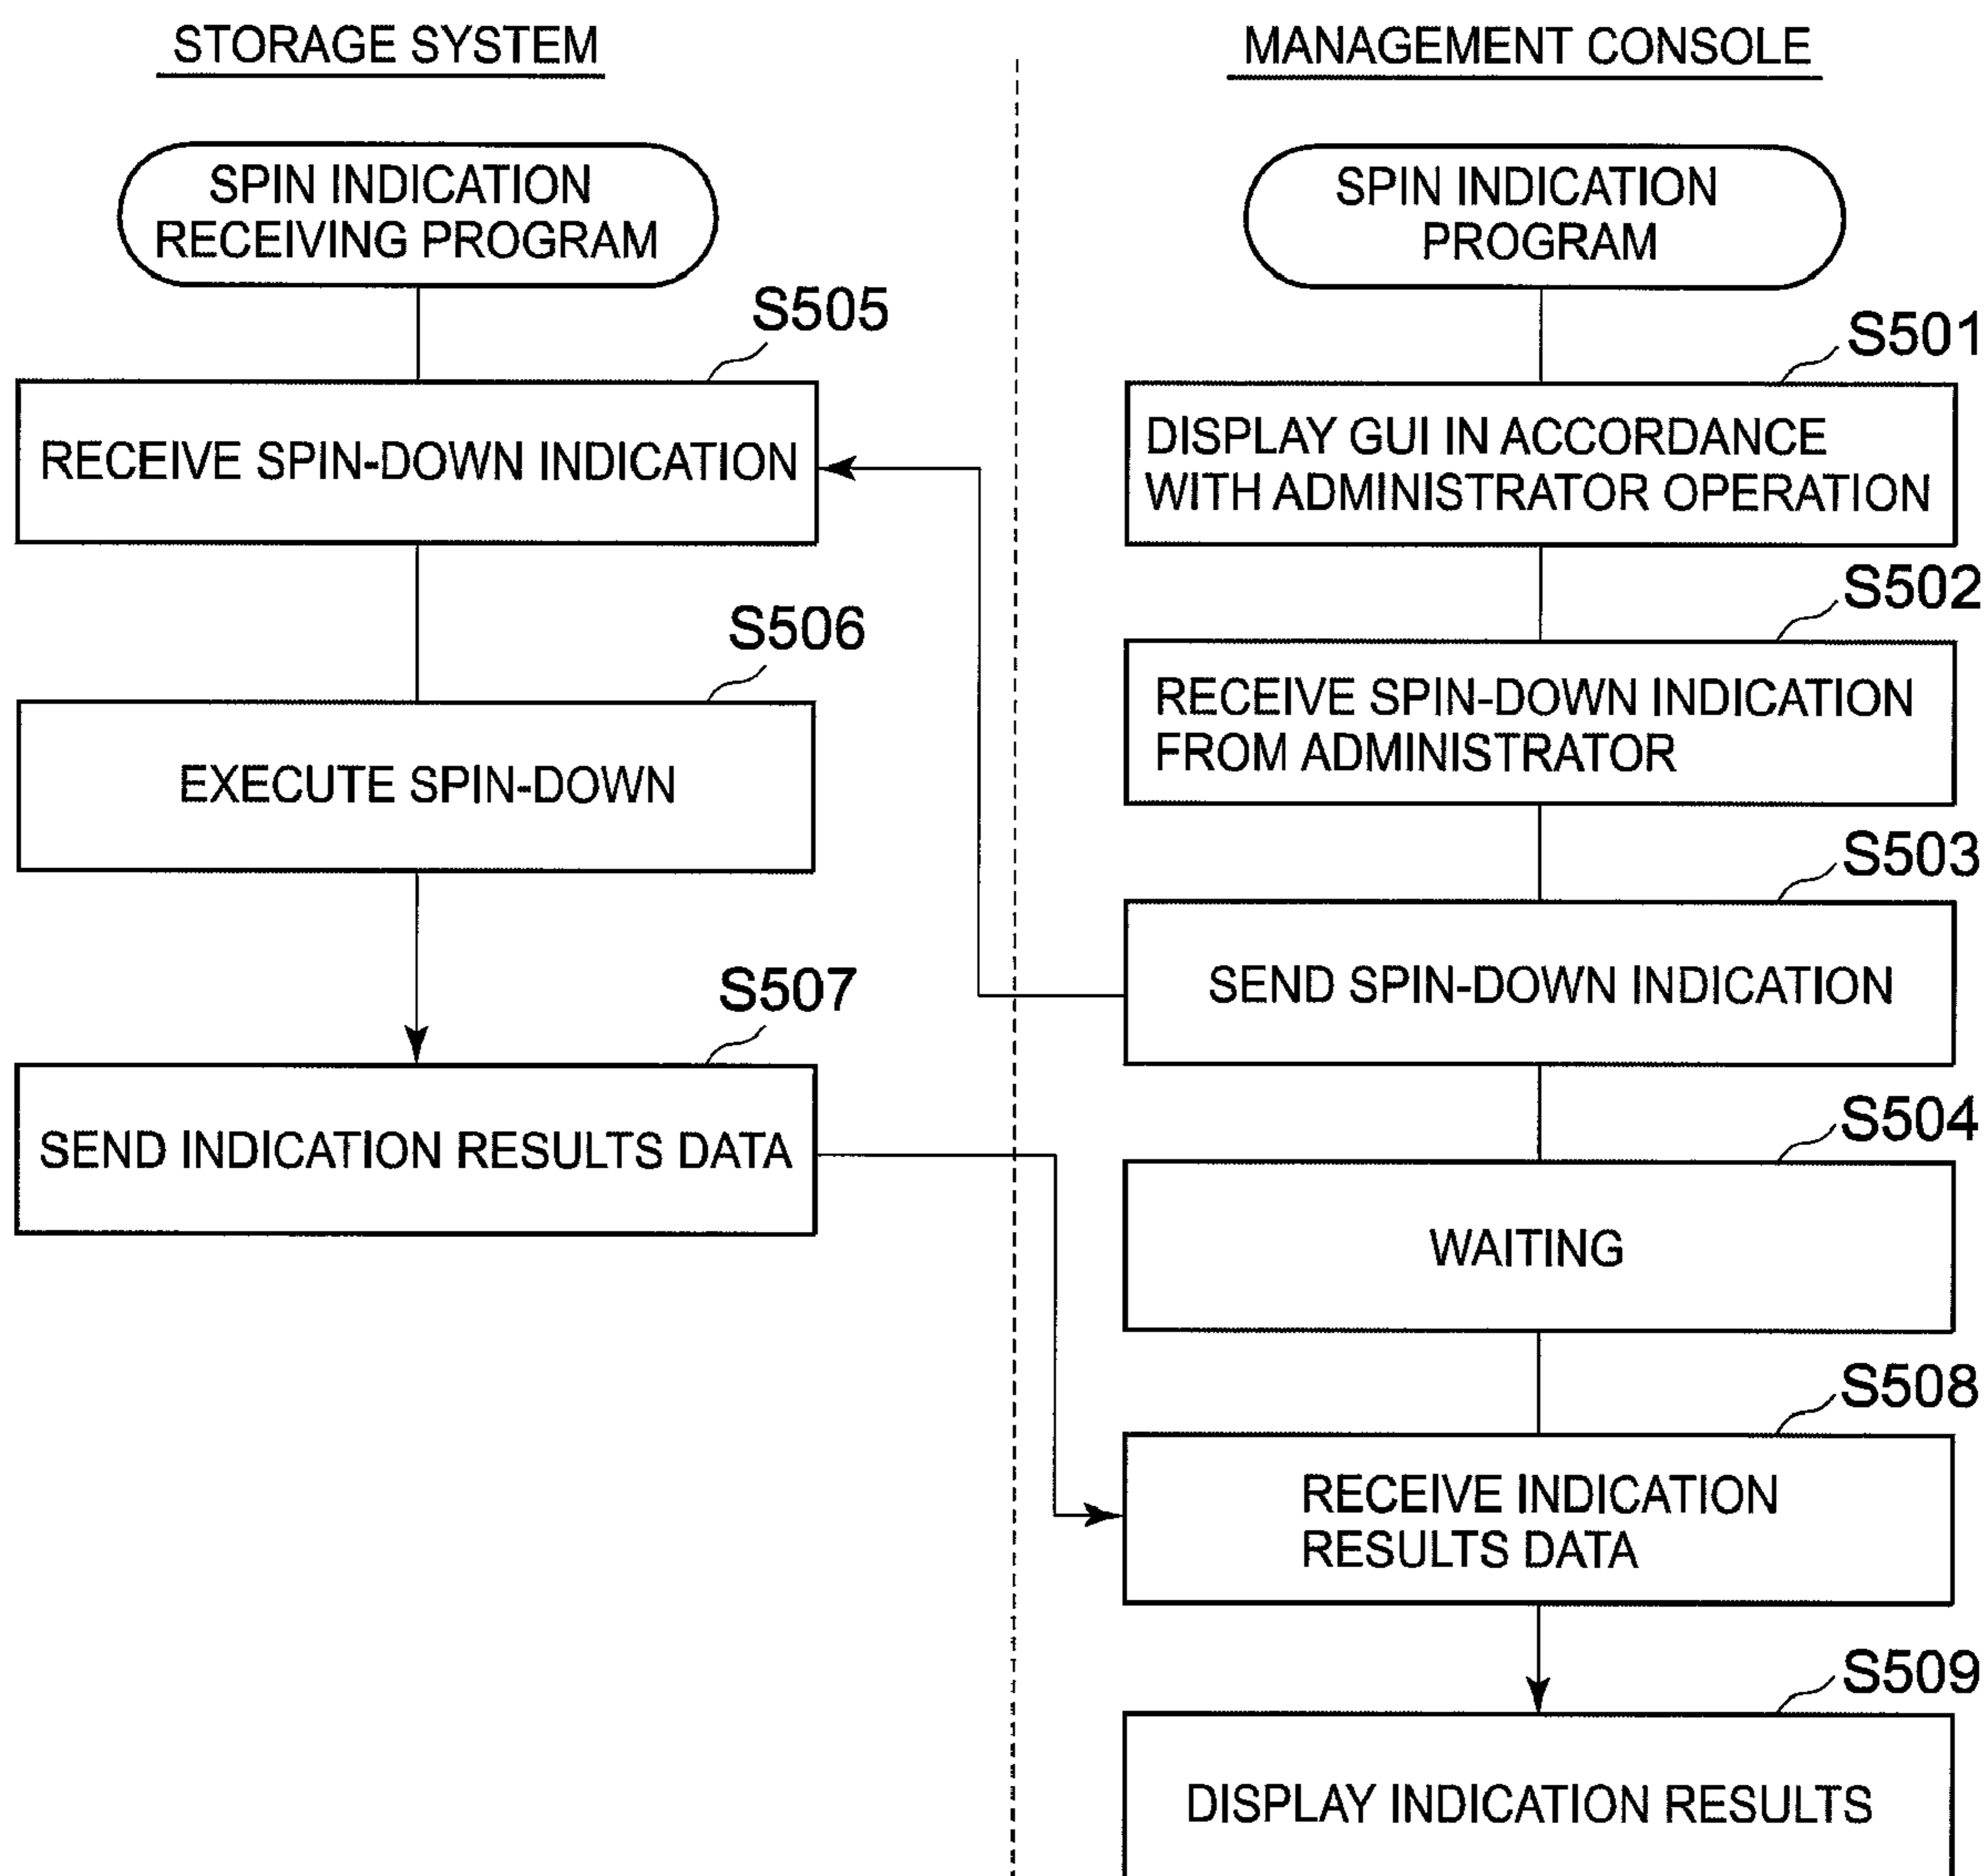 STORAGE SYSTEM
SPIN INDICATION
RECEIVING PROGRAM
S505
RECEIVE SPIN-DOWN INDICATION
S506
EXECUTE SPIN-DOWN
S507
SEND INDICATION RESULTS DATA
MANAGEMENT CONSOLE
SPIN INDICATION
PROGRAM
S501
DISPLAY GUI IN ACCORDANCE
WITH ADMINISTRATOR OPERATION
S502
RECEIVE SPIN-DOWN INDICATION
FROM ADMINISTRATOR
S503
SEND SPIN-DOWN INDICATION
S504
WAITING
S508
RECEIVE INDICATION
RESULTS DATA
S509
DISPLAY INDICATION RESULTS